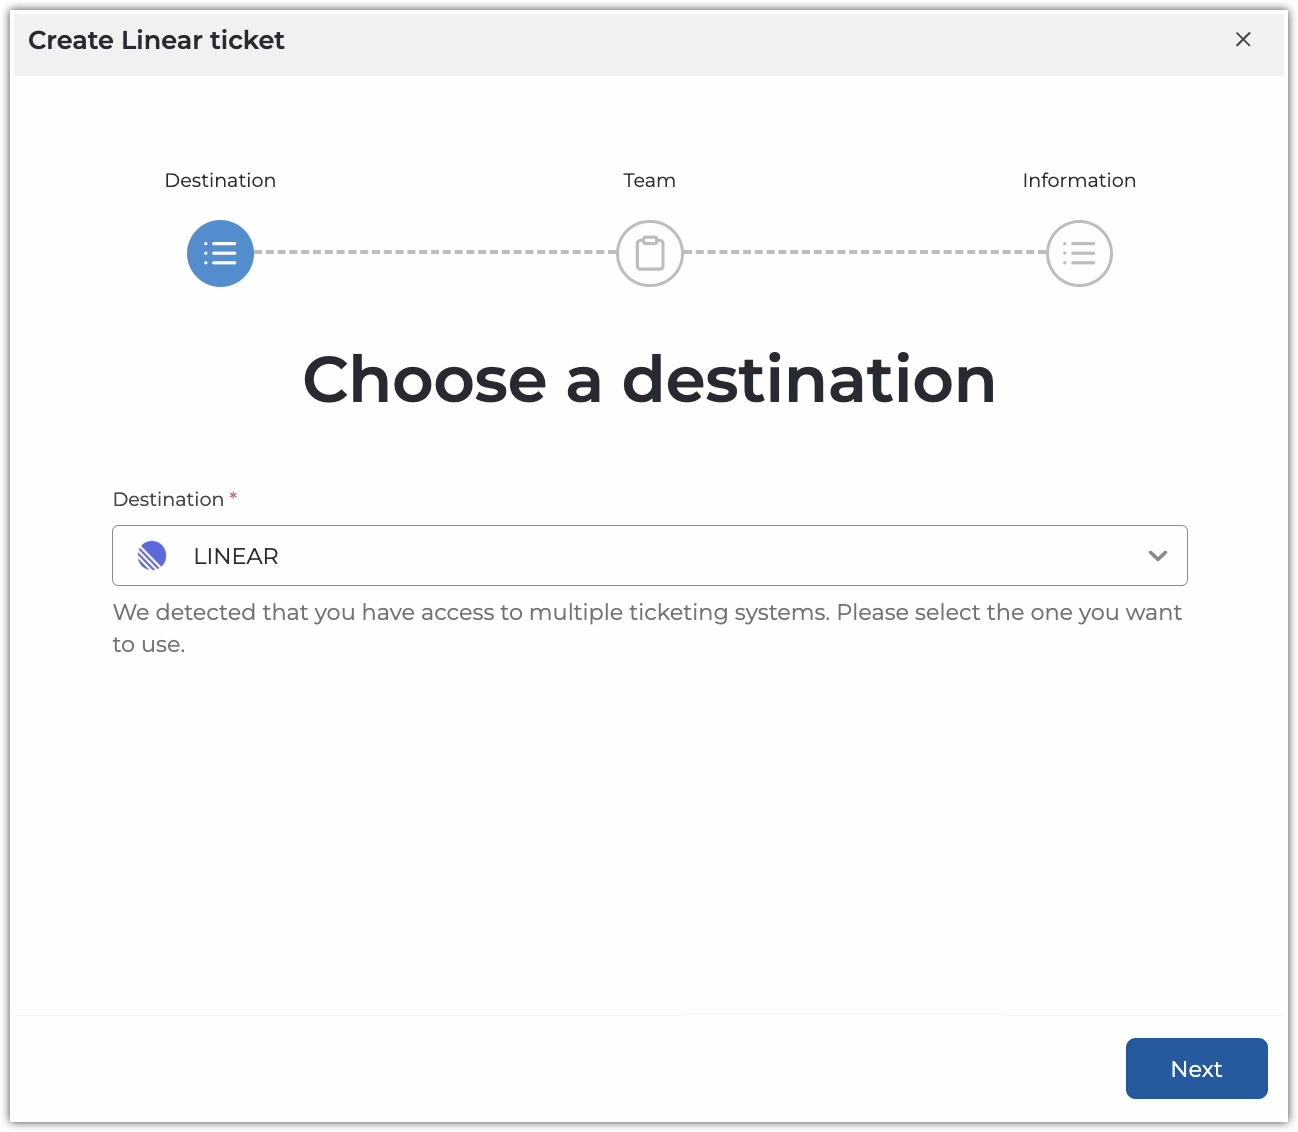 Create Linear ticket
Destination
Team
Information
Choose a destination
Destination *
LINEAR
We detected that you have access to multiple ticketing systems. Please select the one you want
to use.
Next